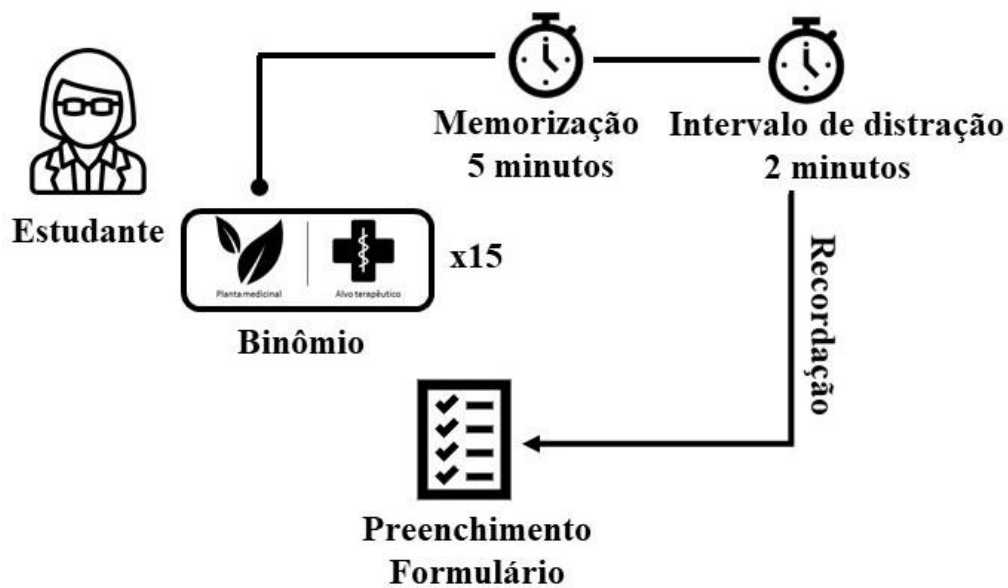 Memorização
5 minutos
Intervalo de distração
2 minutos
Estudante
Planta medicinal
Alvo terapêutico
x15
Binômio
Recordação
Preenchimento
Formulário